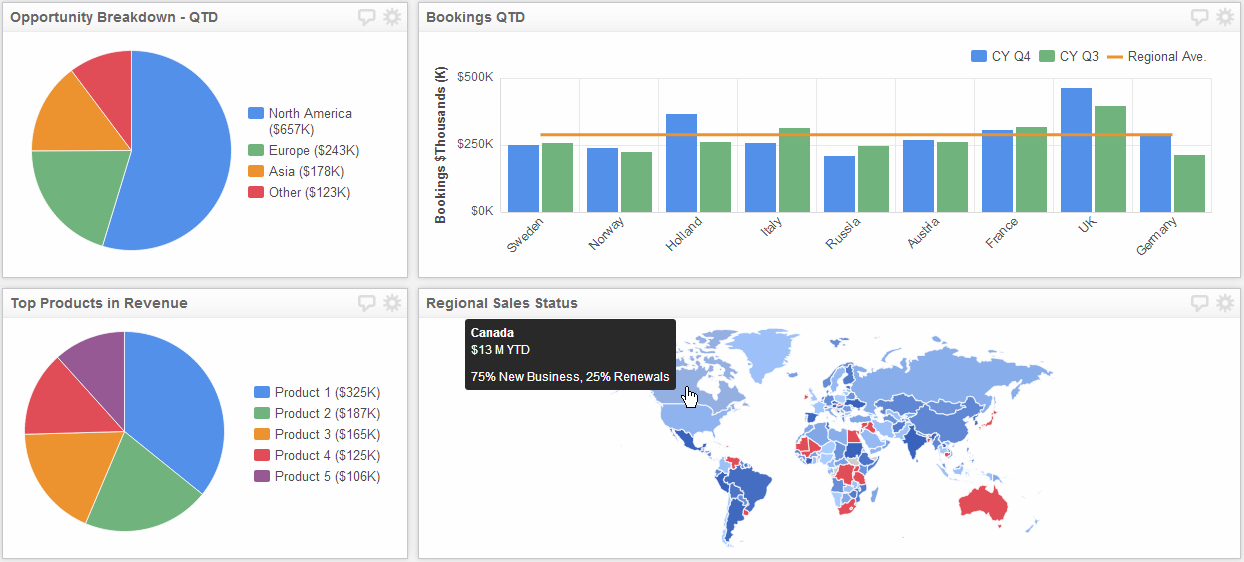 Opportunity Breakdown - QTD
North America
($657K)
Europe ($243K)
Asia ($178K)
Other ($123K)
Bookings QTD
CY Q4 CY Q3 Regional Ave.
Bookings $Thousands (K)
$500K
$250K
$0K
Sweden Norway Holland Italy Russia Austria France UK Germany
Top Products in Revenue
Product 1 ($325K)
Product 2 ($187K)
Product 3 ($165K)
Product 4 ($125K)
Product 5 ($106K)
Regional Sales Status
Canada
$13 M YTD
75% New Business, 25% Renewals